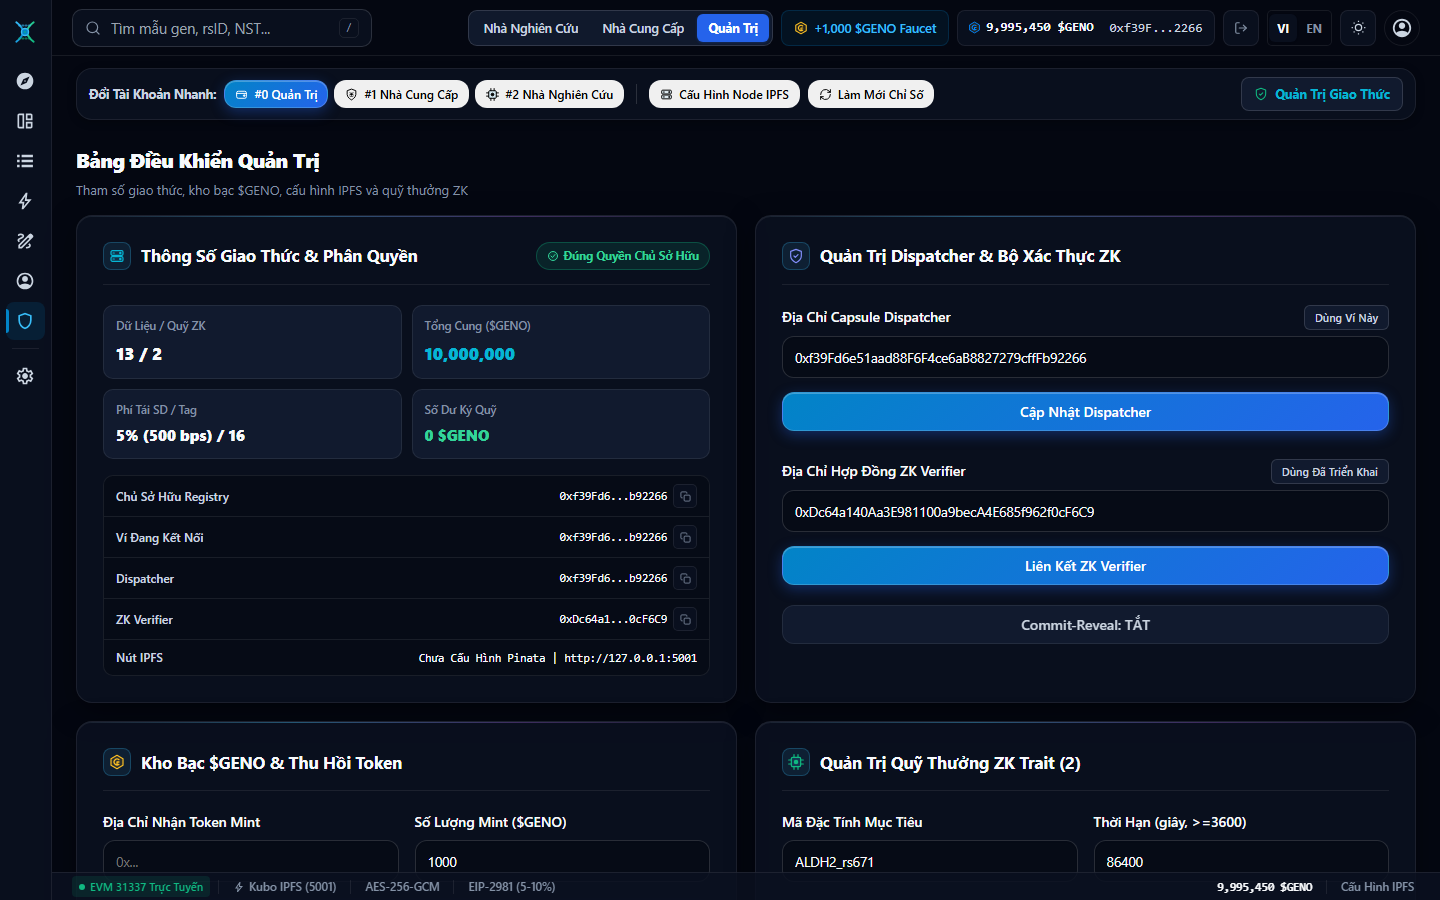 Tìm mẫu gen, rsID, NST...
/
Nhà Nghiên Cứu
Nhà Cung Cấp
Quản Trị
+1,000 $GENO Faucet
9,995,450 $GENO
0xf39F...2266
VI
EN
Đổi Tài Khoản Nhanh:
#0 Quản Trị
#1 Nhà Cung Cấp
#2 Nhà Nghiên Cứu
Cấu Hình Node IPFS
Làm Mới Chỉ Số
Quản Trị Giao Thức
Bảng Điều Khiển Quản Trị
Tham số giao thức, kho bạc $GENO, cấu hình IPFS và quỹ thưởng ZK
Thông Số Giao Thức & Phân Quyền
Đúng Quyền Chủ Sở Hữu
Dữ Liệu / Quỹ ZK
13 / 2
Tổng Cung ($GENO)
10,000,000
Phí Tái SD / Tag
5% (500 bps) / 16
Số Dư Ký Quỹ
0 $GENO
Chủ Sở Hữu Registry
0xf39Fd6...b92266
Ví Đang Kết Nối
0xf39Fd6...b92266
Dispatcher
0xf39Fd6...b92266
ZK Verifier
0xDc64a1...0cF6C9
Nút IPFS
Chưa Cấu Hình Pinata | http://127.0.0.1:5001
Quản Trị Dispatcher & Bộ Xác Thực ZK
Địa Chỉ Capsule Dispatcher
Dùng Ví Này
0xf39Fd6e51aad88F6F4ce6aB8827279cffFb92266
Cập Nhật Dispatcher
Địa Chỉ Hợp Đồng ZK Verifier
Dùng Đã Triển Khai
0xDc64a140Aa3E981100a9becA4E685f962f0cF6C9
Liên Kết ZK Verifier
Commit-Reveal: TẮT
Kho Bạc $GENO & Thu Hồi Token
Địa Chỉ Nhận Token Mint
0x...
Số Lượng Mint ($GENO)
1000
Quản Trị Quỹ Thưởng ZK Trait (2)
Mã Đặc Tính Mục Tiêu
ALDH2_rs671
Thời Hạn (giây, >=3600)
86400
EVM 31337 Trực Tuyến
Kubo IPFS (5001)
AES-256-GCM
EIP-2981 (5-10%)
9,995,450 $GENO
Cấu Hình IPFS